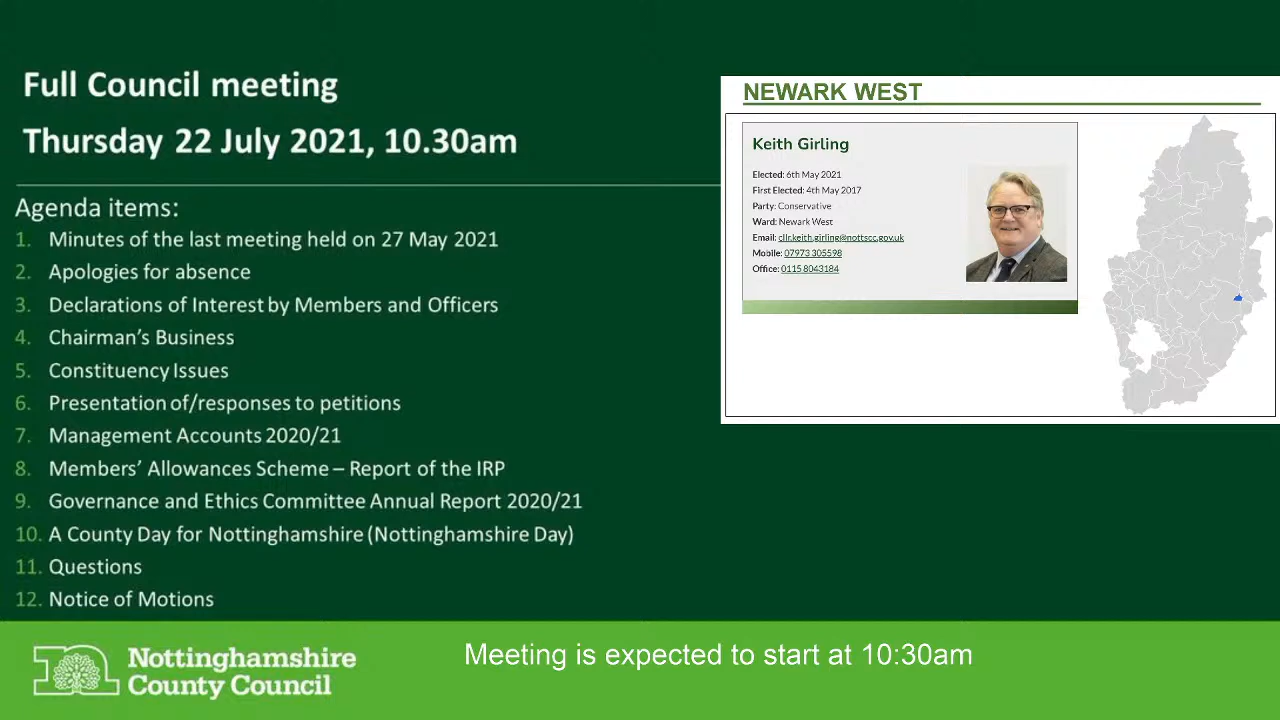 Full Council meeting
Thursday 22 July 2021, 10.30am
Agenda items:
1. Minutes of the last meeting held on 27 May 2021
2. Apologies for absence
3. Declarations of Interest by Members and Officers
4. Chairman’s Business
5. Constituency Issues
6. Presentation of/responses to petitions
7. Management Accounts 2020/21
8. Members’ Allowances Scheme – Report of the IRP
9. Governance and Ethics Committee Annual Report 2020/21
10. A County Day for Nottinghamshire (Nottinghamshire Day)
11. Questions
12. Notice of Motions
NEWARK WEST
Keith Girling
Elected: 6th May 2021
First Elected: 4th May 2017
Party: Conservative
Ward: Newark West
Email: cllr.keith.girling@nottscc.gov.uk
Mobile: 07973 305598
Office: 0115 8043184
Nottinghamshire
County Council
Meeting is expected to start at 10:30am